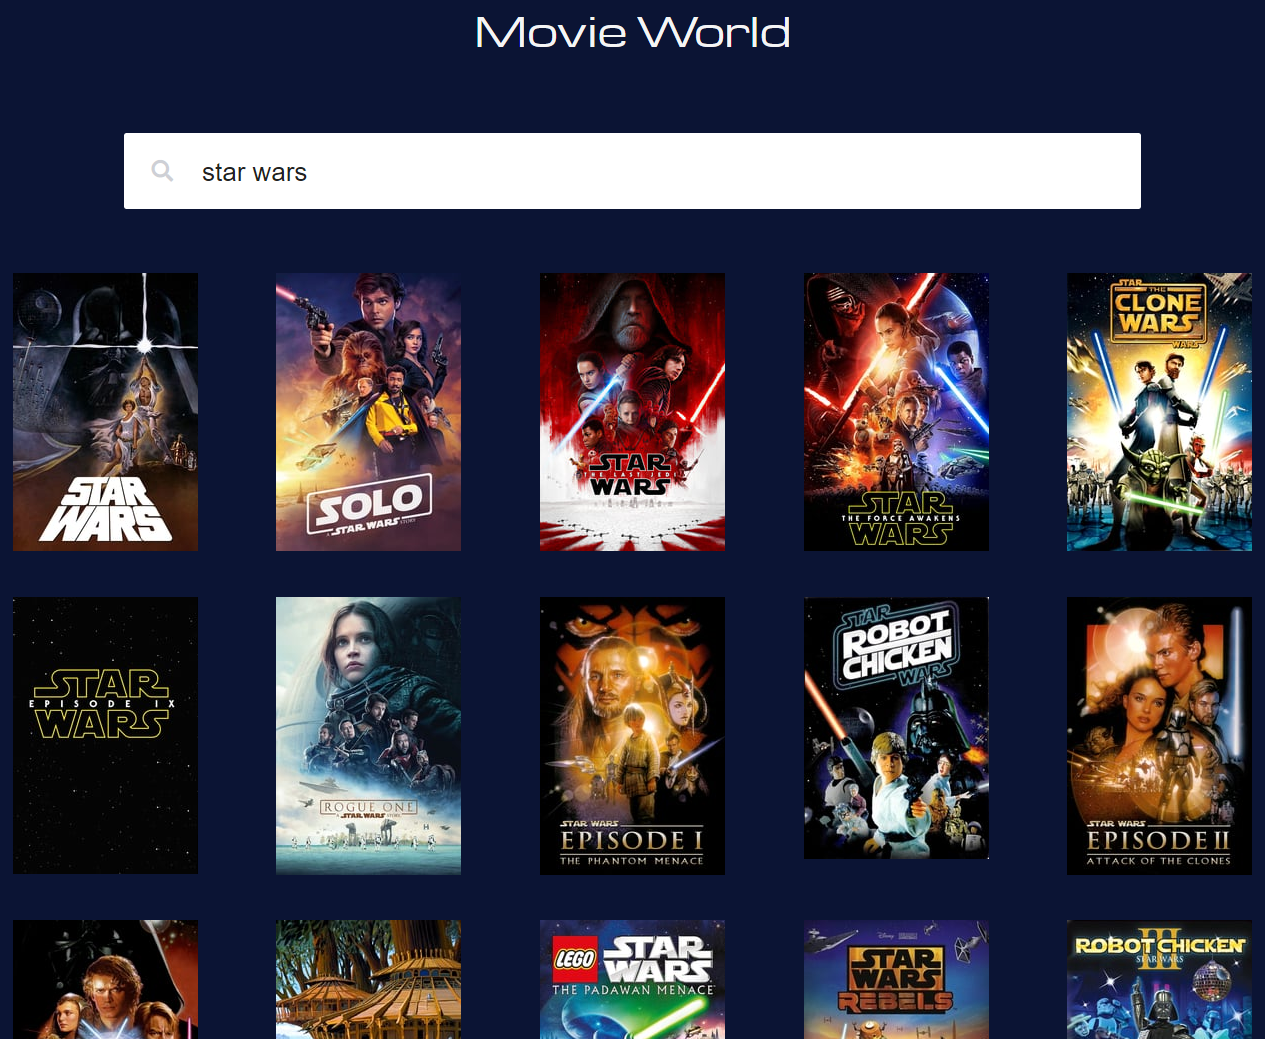 Movie World
star wars
STAR
WARS
SOLO
A STAR WARS STORY
STAR
THE LAST JEDI
WARS
STAR
THE FORCE AWAKENS
WARS
STAR
THE
CLONE
WARS
WARS
STAR
EPISODE IX
WARS
ROGUE ONE
A STAR WARS STORY
STAR WARS
EPISODE I
THE PHANTOM MENACE
STAR
ROBOT
CHICKEN
WARS
STAR WARS
EPISODE II
ATTACK OF THE CLONES
LEGO
STAR
WARS
THE PADAWAN MENACE
Disney
STAR
WARS
REBELS
ROBOT CHICKEN
STAR WARS
III